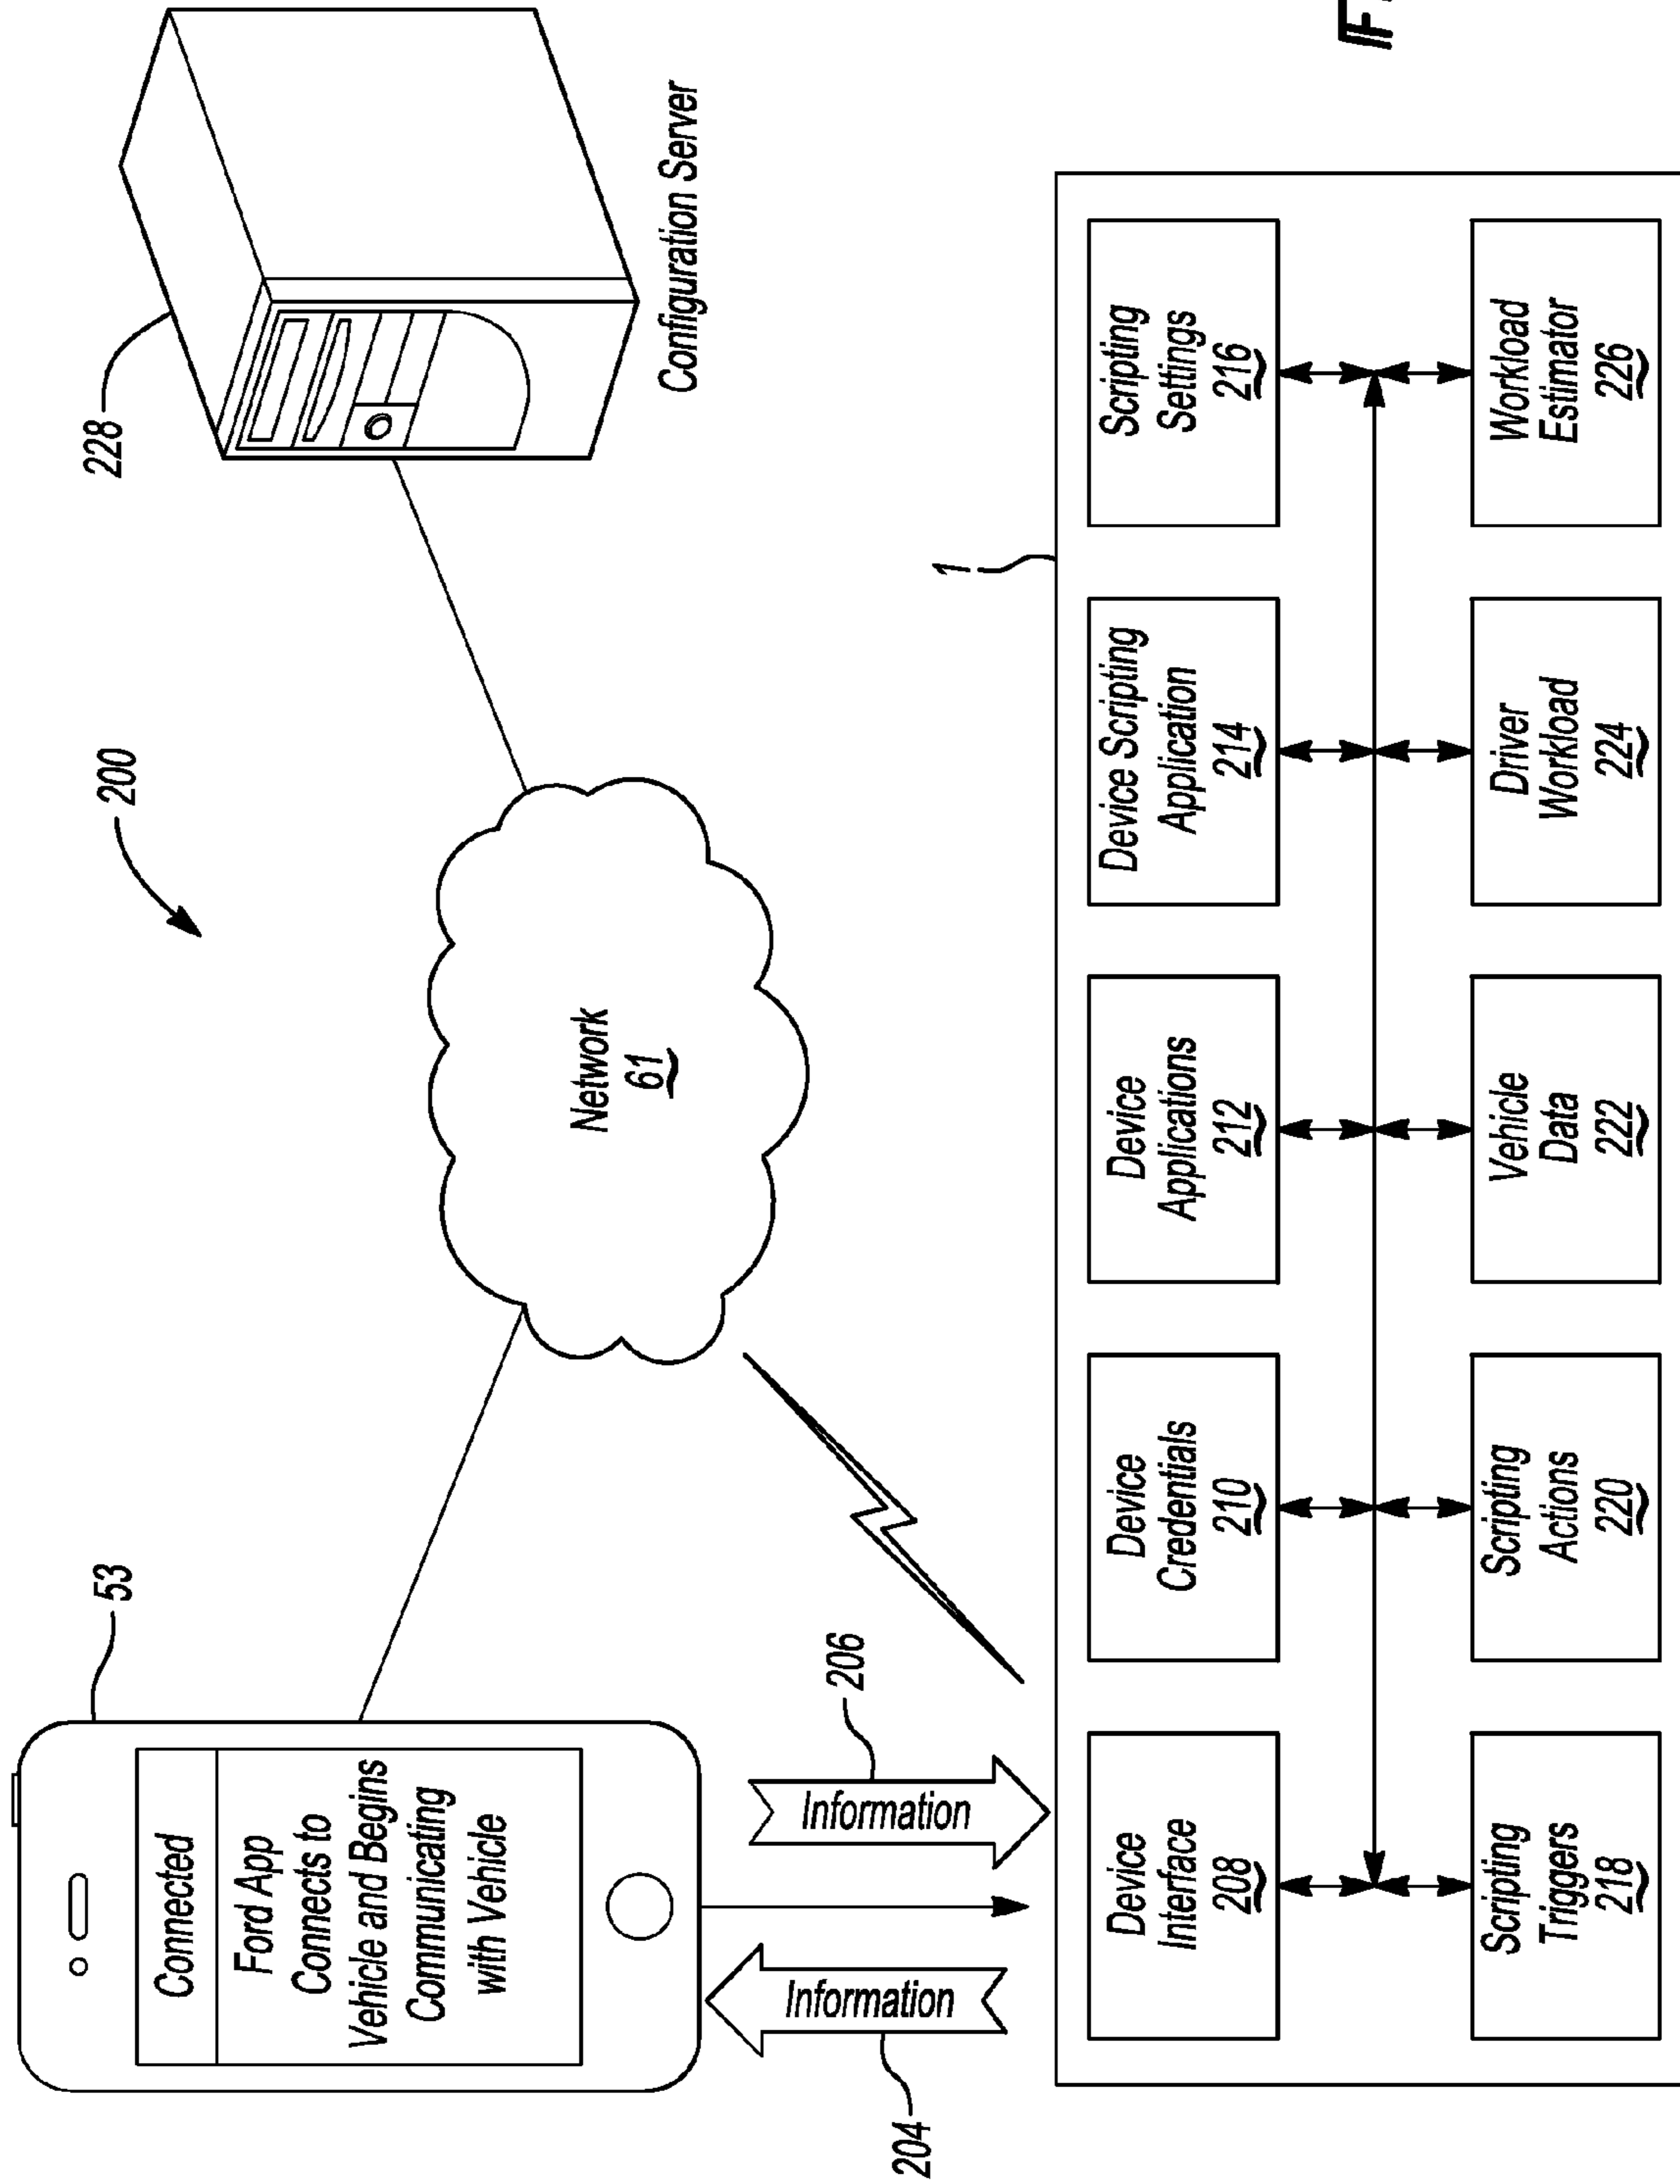 53
200
228
Connected
Ford App
Connects to
Vehicle and Begins
Communicating
with Vehicle
Network
61
Configuration Server
204
Information
Information
206
1
Device
Interface
208
Device
Credentials
210
Device
Applications
212
Device Scripting
Application
214
Scripting
Settings
216
Scripting
Triggers
218
Scripting
Actions
220
Vehicle
Data
222
Driver
Workload
224
Workload
Estimator
226